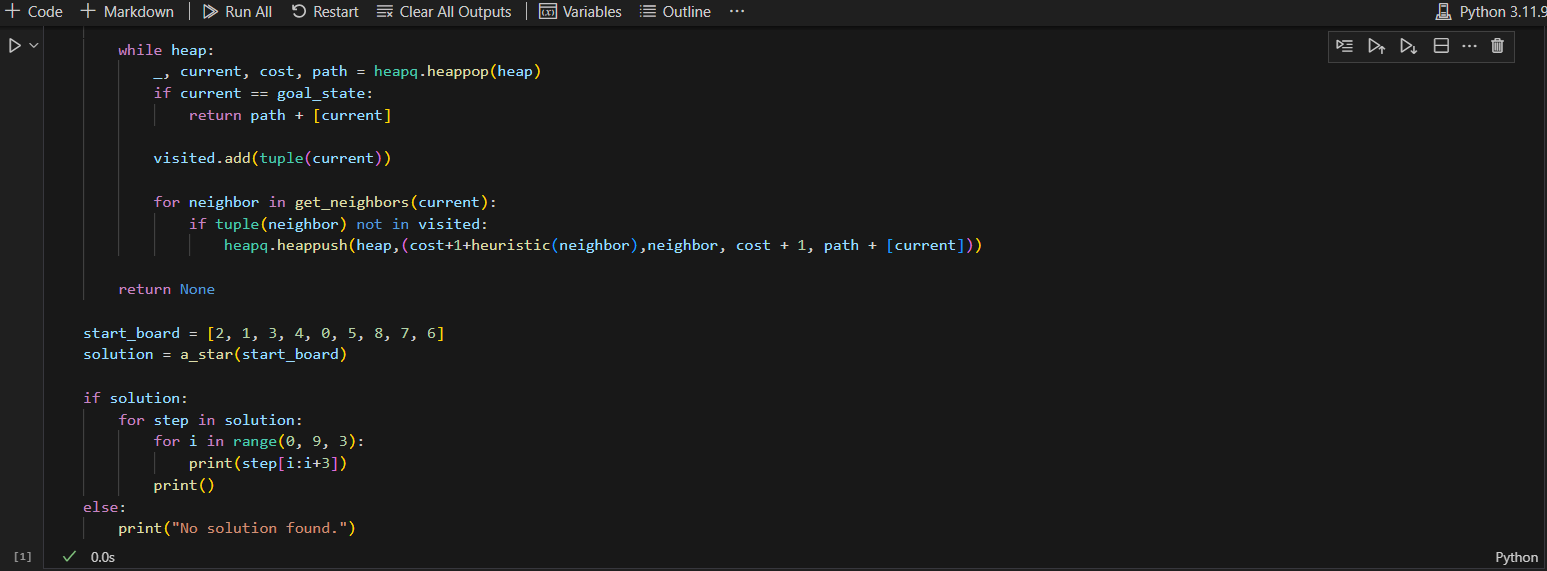 + Code + Markdown | Run All Restart Clear All Outputs | Variables Outline ... Python 3.11.9
while heap:
_, current, cost, path = heapq.heappop(heap)
if current == goal_state:
return path + [current]
visited.add(tuple(current))
for neighbor in get_neighbors(current):
if tuple(neighbor) not in visited:
heapq.heappush(heap,(cost+1+heuristic(neighbor),neighbor, cost + 1, path + [current]))
return None
start_board = [2, 1, 3, 4, 0, 5, 8, 7, 6]
solution = a_star(start_board)
if solution:
for step in solution:
for i in range(0, 9, 3):
print(step[i:i+3])
print()
else:
print("No solution found.")
[1] 0.0s Python